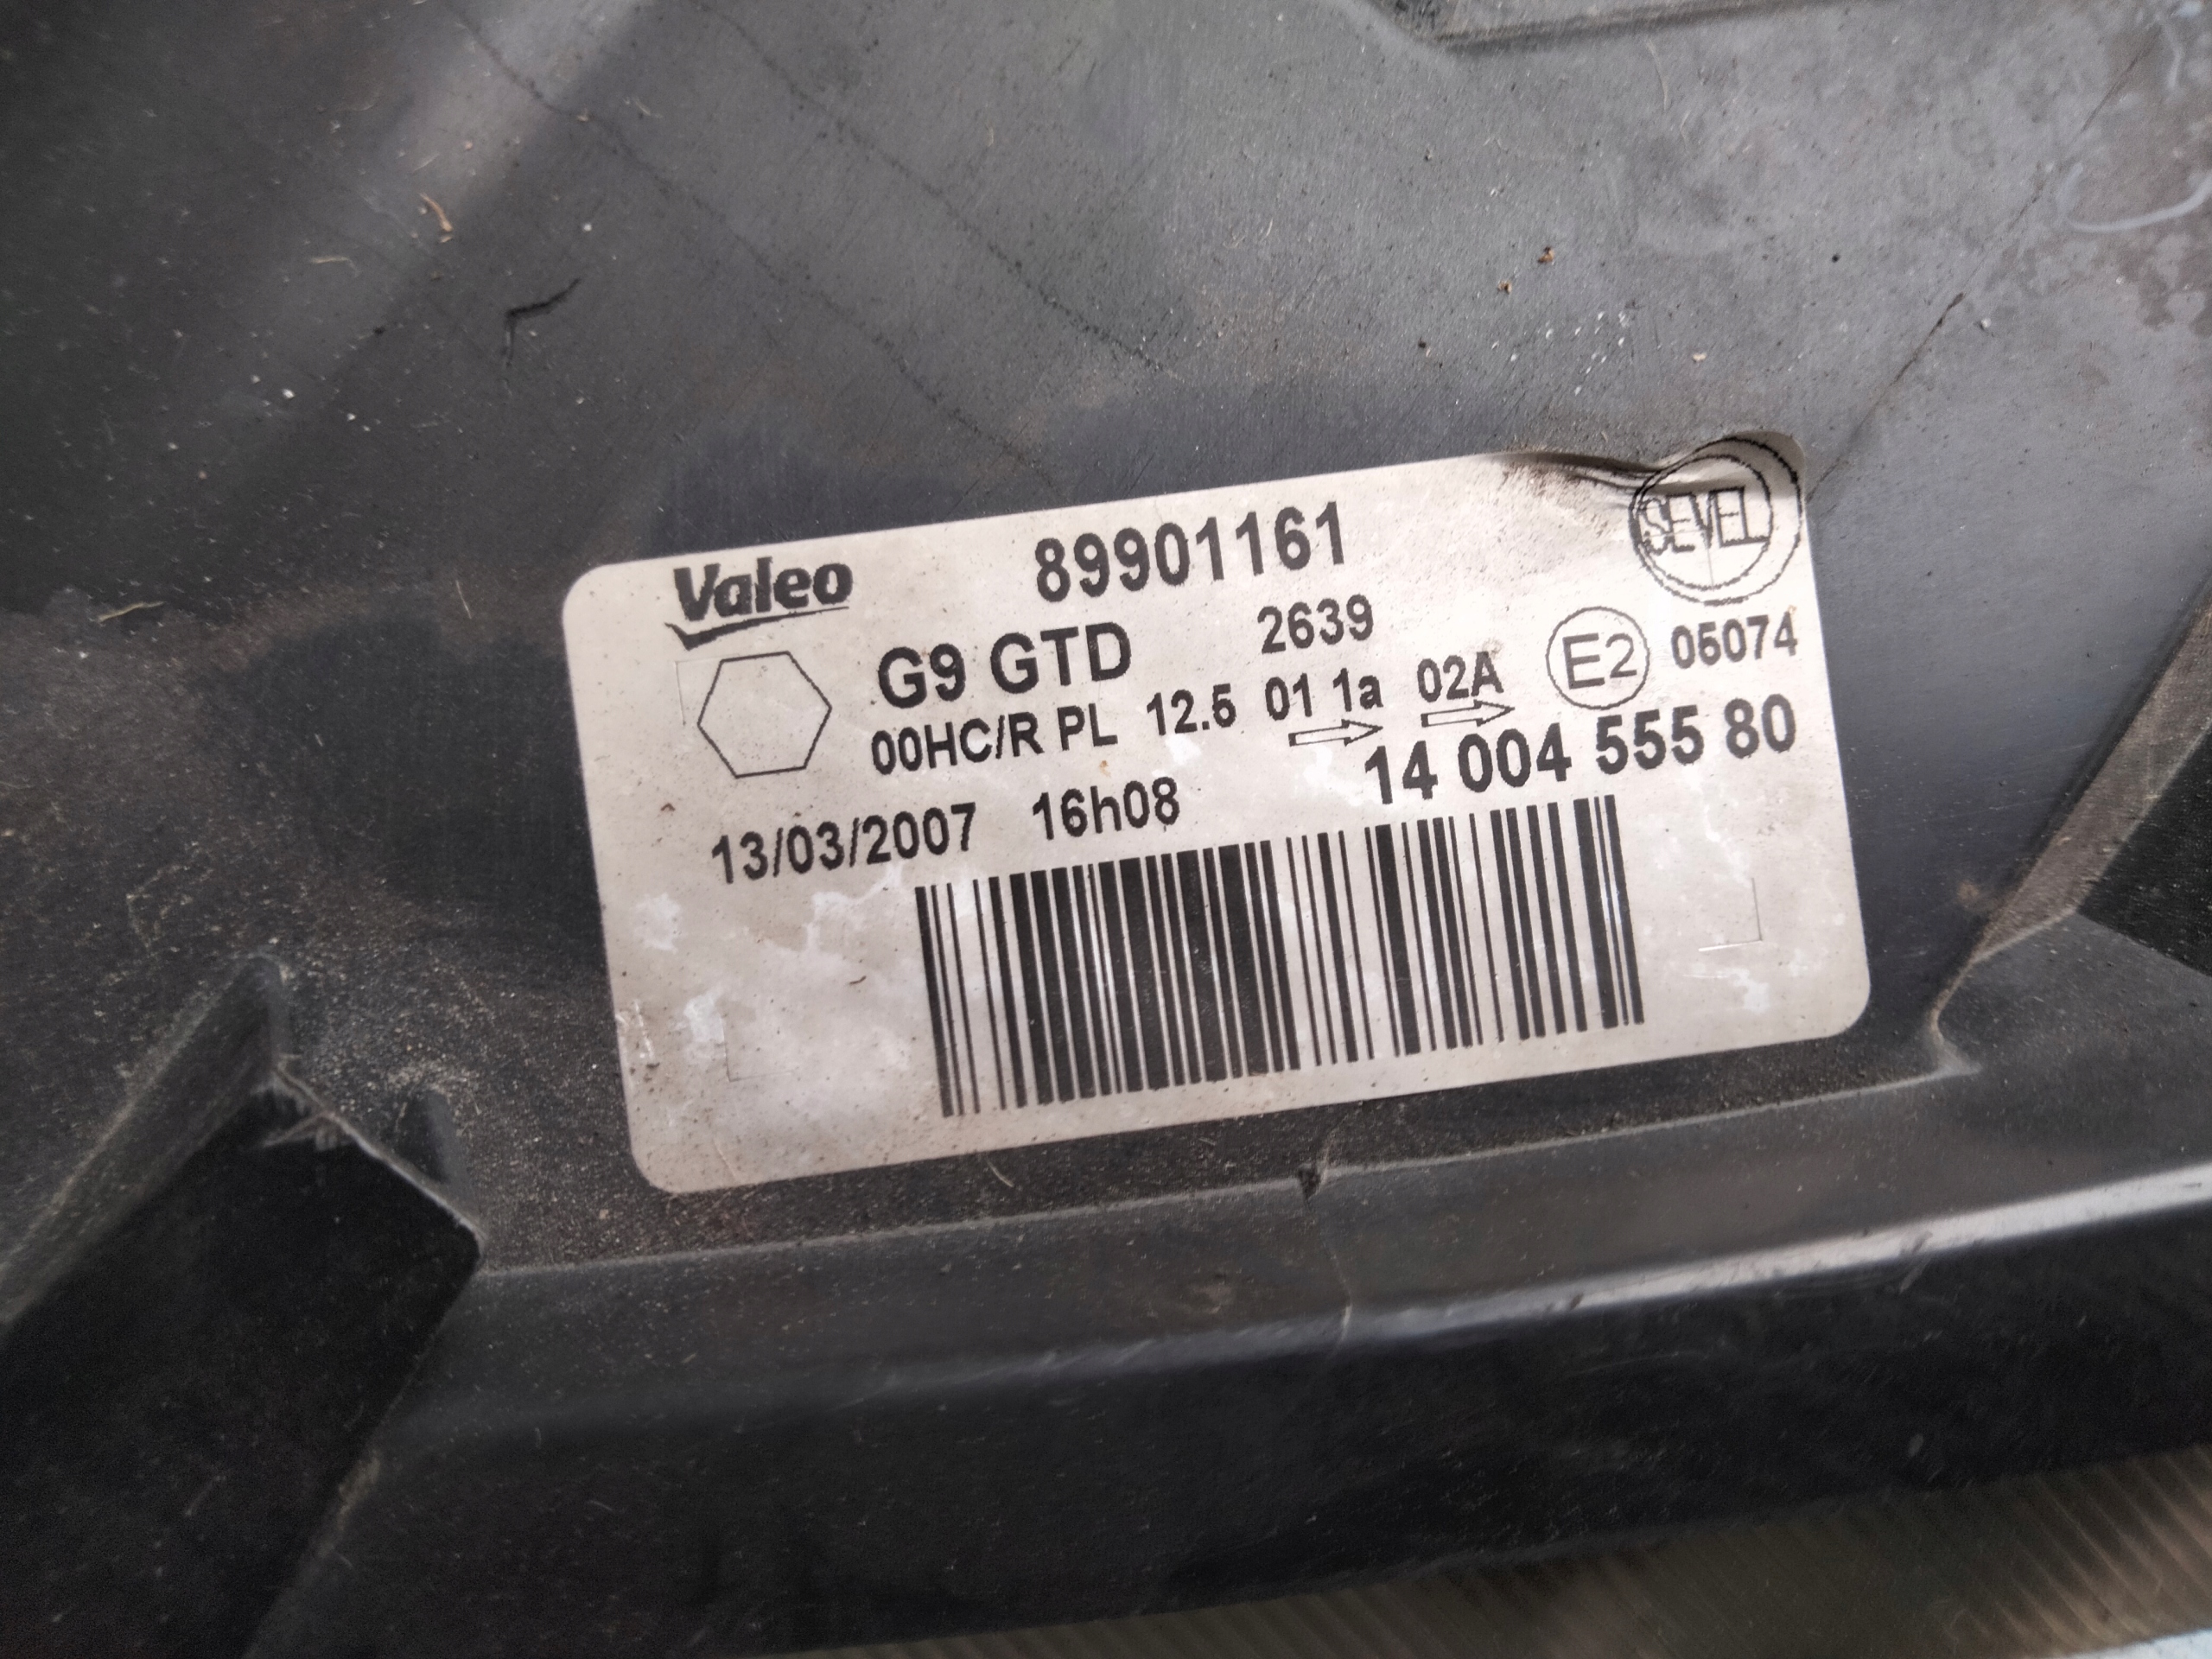 Valeo 89901161 SEVEL
G9 GTD 2639
00HC/R PL 12.5 01 1a 02A E2 05074
13/03/2007 16h08 14 004 555 80